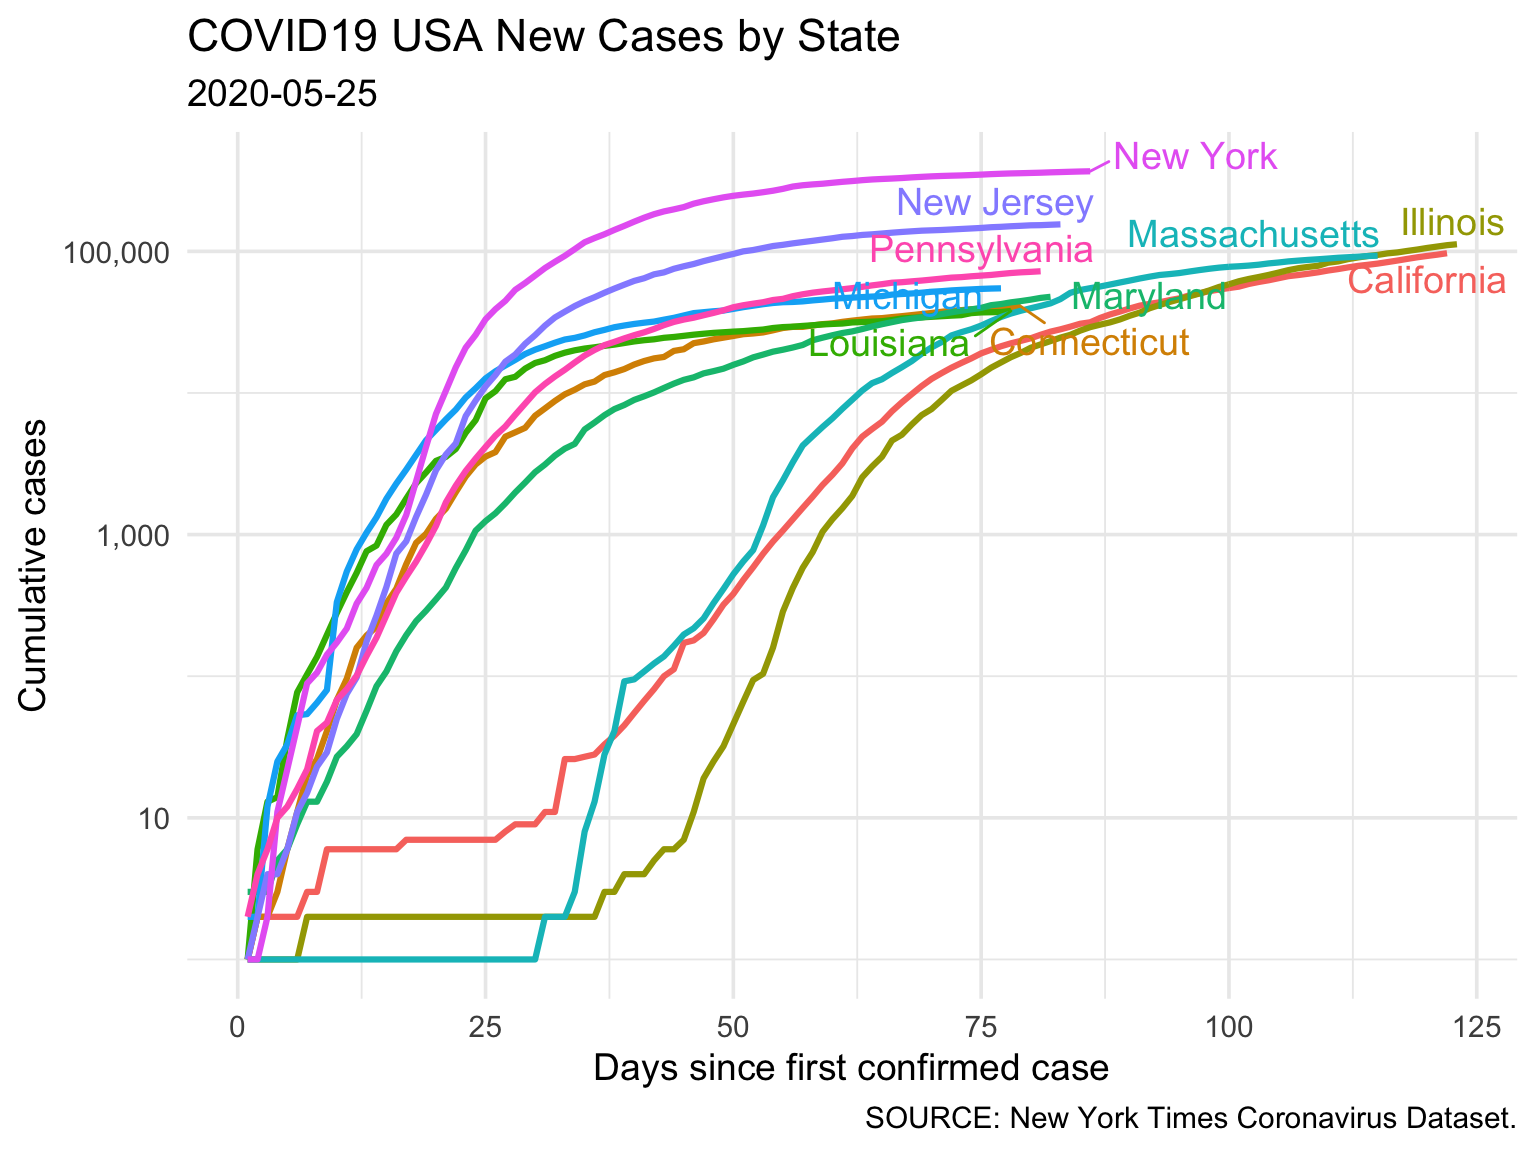 COVID19 USA New Cases by State
2020-05-25
New York
New Jersey
Illinois
Massachusetts
Pennsylvania
California
Michigan
Maryland
Louisiana
Connecticut
100,000
1,000
10
Cumulative cases
0 25 50 75 100 125
Days since first confirmed case
SOURCE: New York Times Coronavirus Dataset.